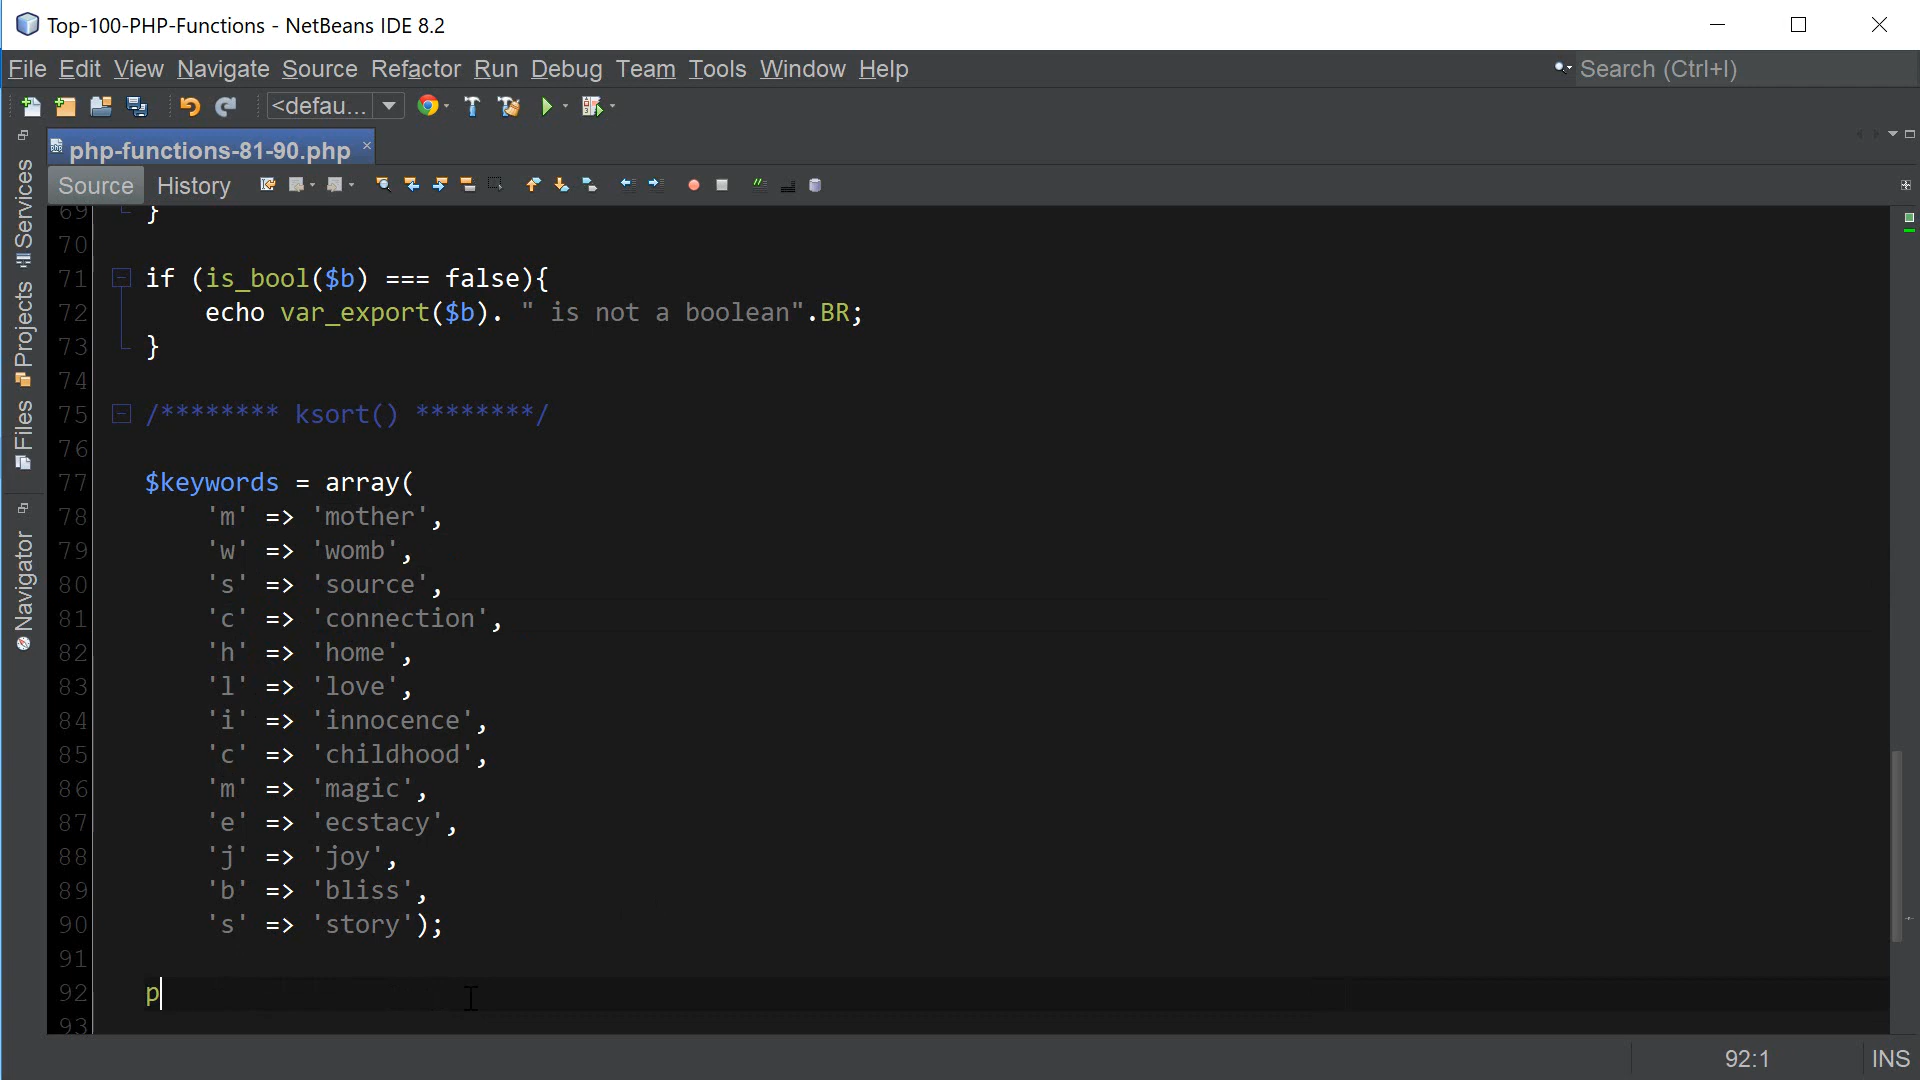 Top-100-PHP-Functions - NetBeans IDE 8.2
File Edit View Navigate Source Refactor Run Debug Team Tools Window Help
Search (Ctrl+I)
<defau...
php-functions-81-90.php
Source History
Services
Projects
Files
Navigator
69 }
70
71 if (is_bool($b) === false){
72 echo var_export($b). " is not a boolean".BR;
73 }
74
75 /******** ksort() ********/
76
77 $keywords = array(
78 'm' => 'mother',
79 'w' => 'womb',
80 's' => 'source',
81 'c' => 'connection',
82 'h' => 'home',
83 'l' => 'love',
84 'i' => 'innocence',
85 'c' => 'childhood',
86 'm' => 'magic',
87 'e' => 'ecstacy',
88 'j' => 'joy',
89 'b' => 'bliss',
90 's' => 'story');
91
92 p
93
92:1 INS